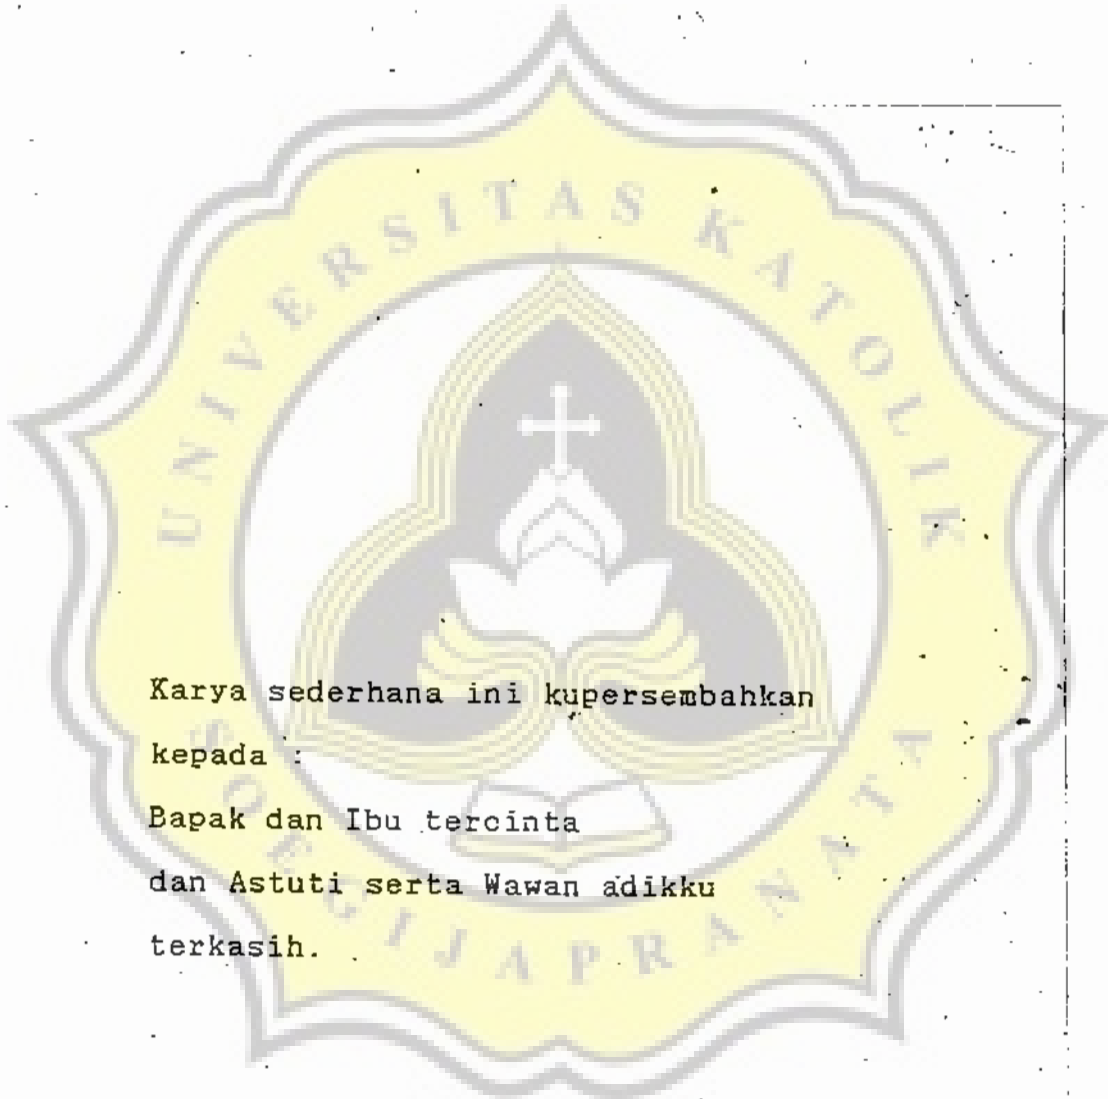 UNIVERSITAS KATOLIK
SOEGIJAPRANATA
Karya sederhana ini kupersembahkan
kepada :
Bapak dan Ibu tercinta
dan Astuti serta Wawan adikku
terkasih.